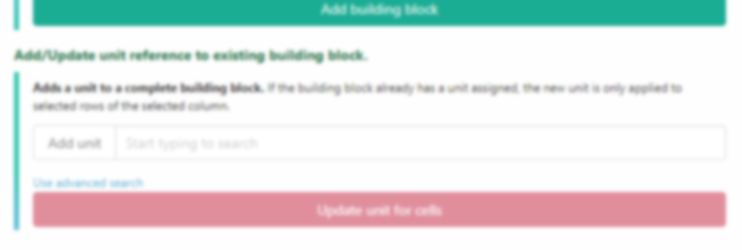 Add building block
Add/Update unit reference to existing building block.
Adds a unit to a complete building block. If the building block already has a unit assigned, the new unit is only applied to
selected rows of the selected column.
Add unit
Start typing to search
Use advanced search
Update unit for cells